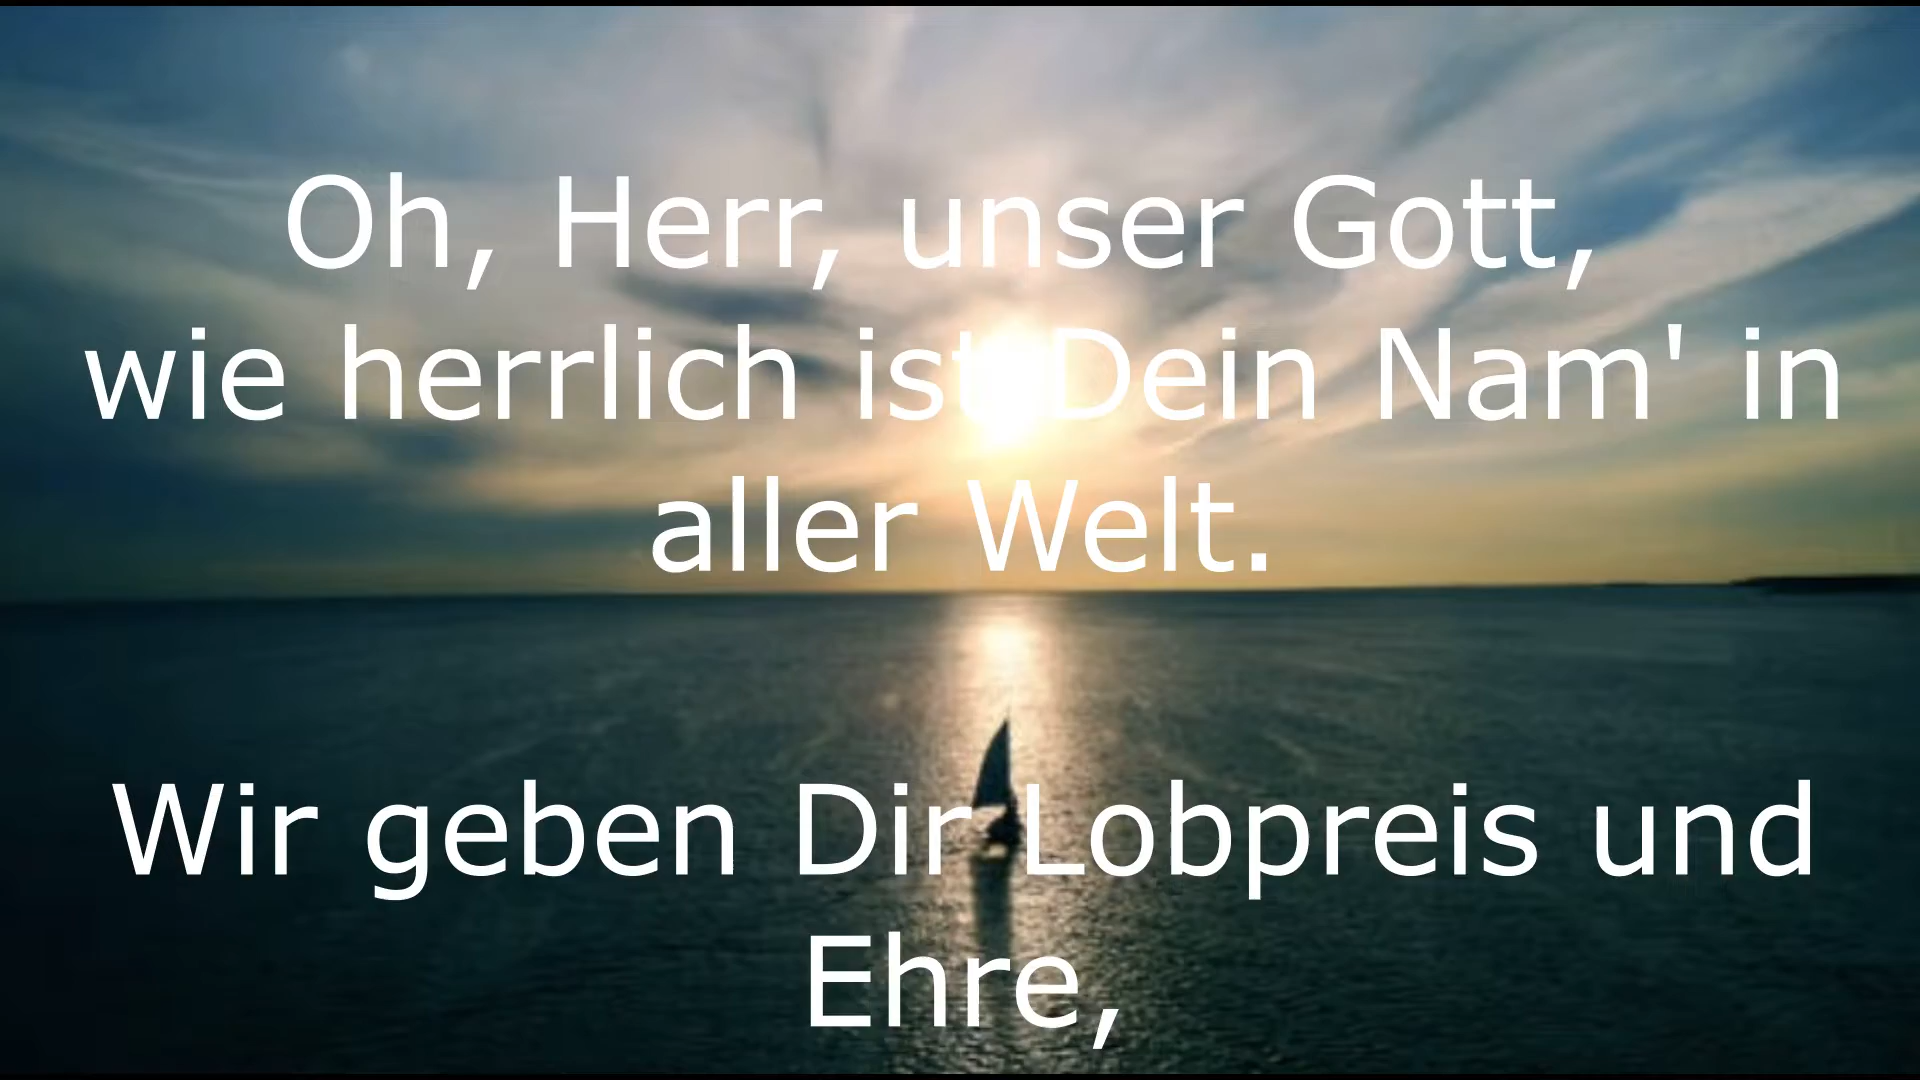 Oh, Herr, unser Gott,
wie herrlich ist Dein Nam' in
aller Welt.
Wir geben Dir Lobpreis und
Ehre,